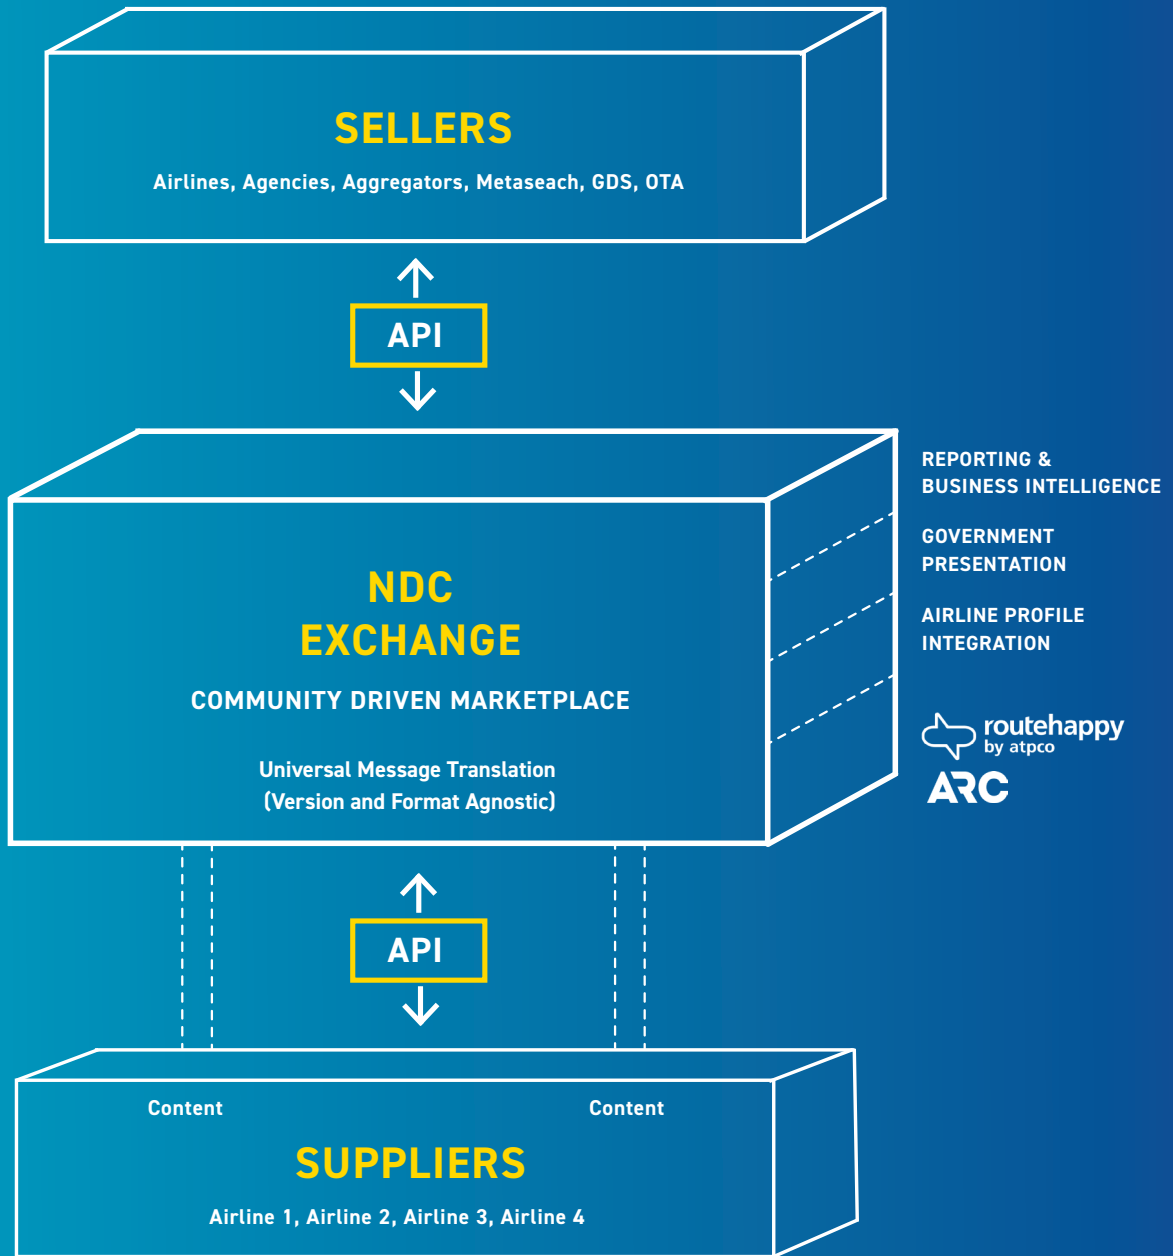 SELLERS
Airlines, Agencies, Aggregators, Metaseach, GDS, OTA
API
NDC
EXCHANGE
COMMUNITY DRIVEN MARKETPLACE
Universal Message Translation
(Version and Format Agnostic)
REPORTING &
BUSINESS INTELLIGENCE
GOVERNMENT
PRESENTATION
AIRLINE PROFILE
INTEGRATION
routehappy
by atpco
ARC
API
Content
Content
SUPPLIERS
Airline 1, Airline 2, Airline 3, Airline 4